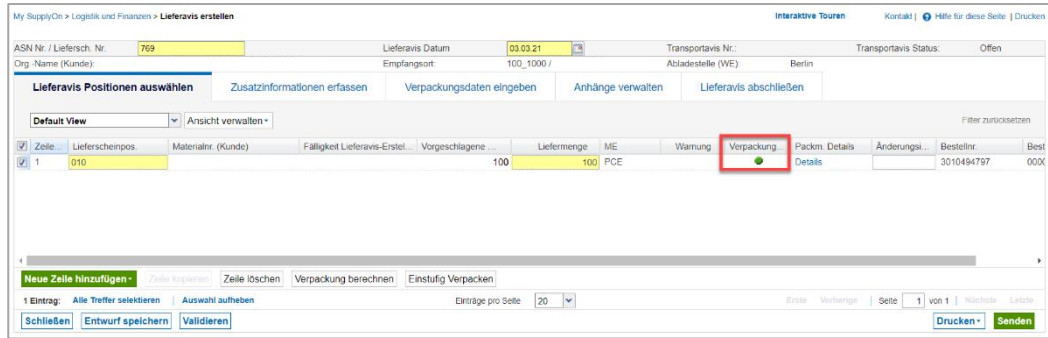 My SupplyOn > Logistik und Finanzen > Lieferavis erstellen Interaktive Touren Kontakt | Hilfe für diese Seite | Drucken
ASN Nr. / Liefersch. Nr. 769 Lieferavis Datum 03.03.21 Transportavis Nr.: Transportavis Status: Offen
Org.-Name (Kunde): Empfangsort: 100_1000 / Abladestelle (WE): Berlin
Lieferavis Positionen auswählen Zusatzinformationen erfassen Verpackungsdaten eingeben Anhänge verwalten Lieferavis abschließen
Default View Ansicht verwalten Filter zurücksetzen
Zeile... Lieferscheinpos. Materialnr. (Kunde) Fälligkeit Lieferavis-Erstel... Vorgeschlagene ... Liefermenge ME Warnung Verpackung... Packm. Details Änderungsi... Bestellnr. Best
1 010 100 100 PCE Details 3010494797 0000
Neue Zeile hinzufügen Zeile kopieren Zeile löschen Verpackung berechnen Einstufig Verpacken
1 Eintrag: Alle Treffer selektieren | Auswahl aufheben Einträge pro Seite 20 Erste Vorherige | Seite 1 von 1 | Nächste Letzte
Schließen Entwurf speichern Validieren Drucken Senden